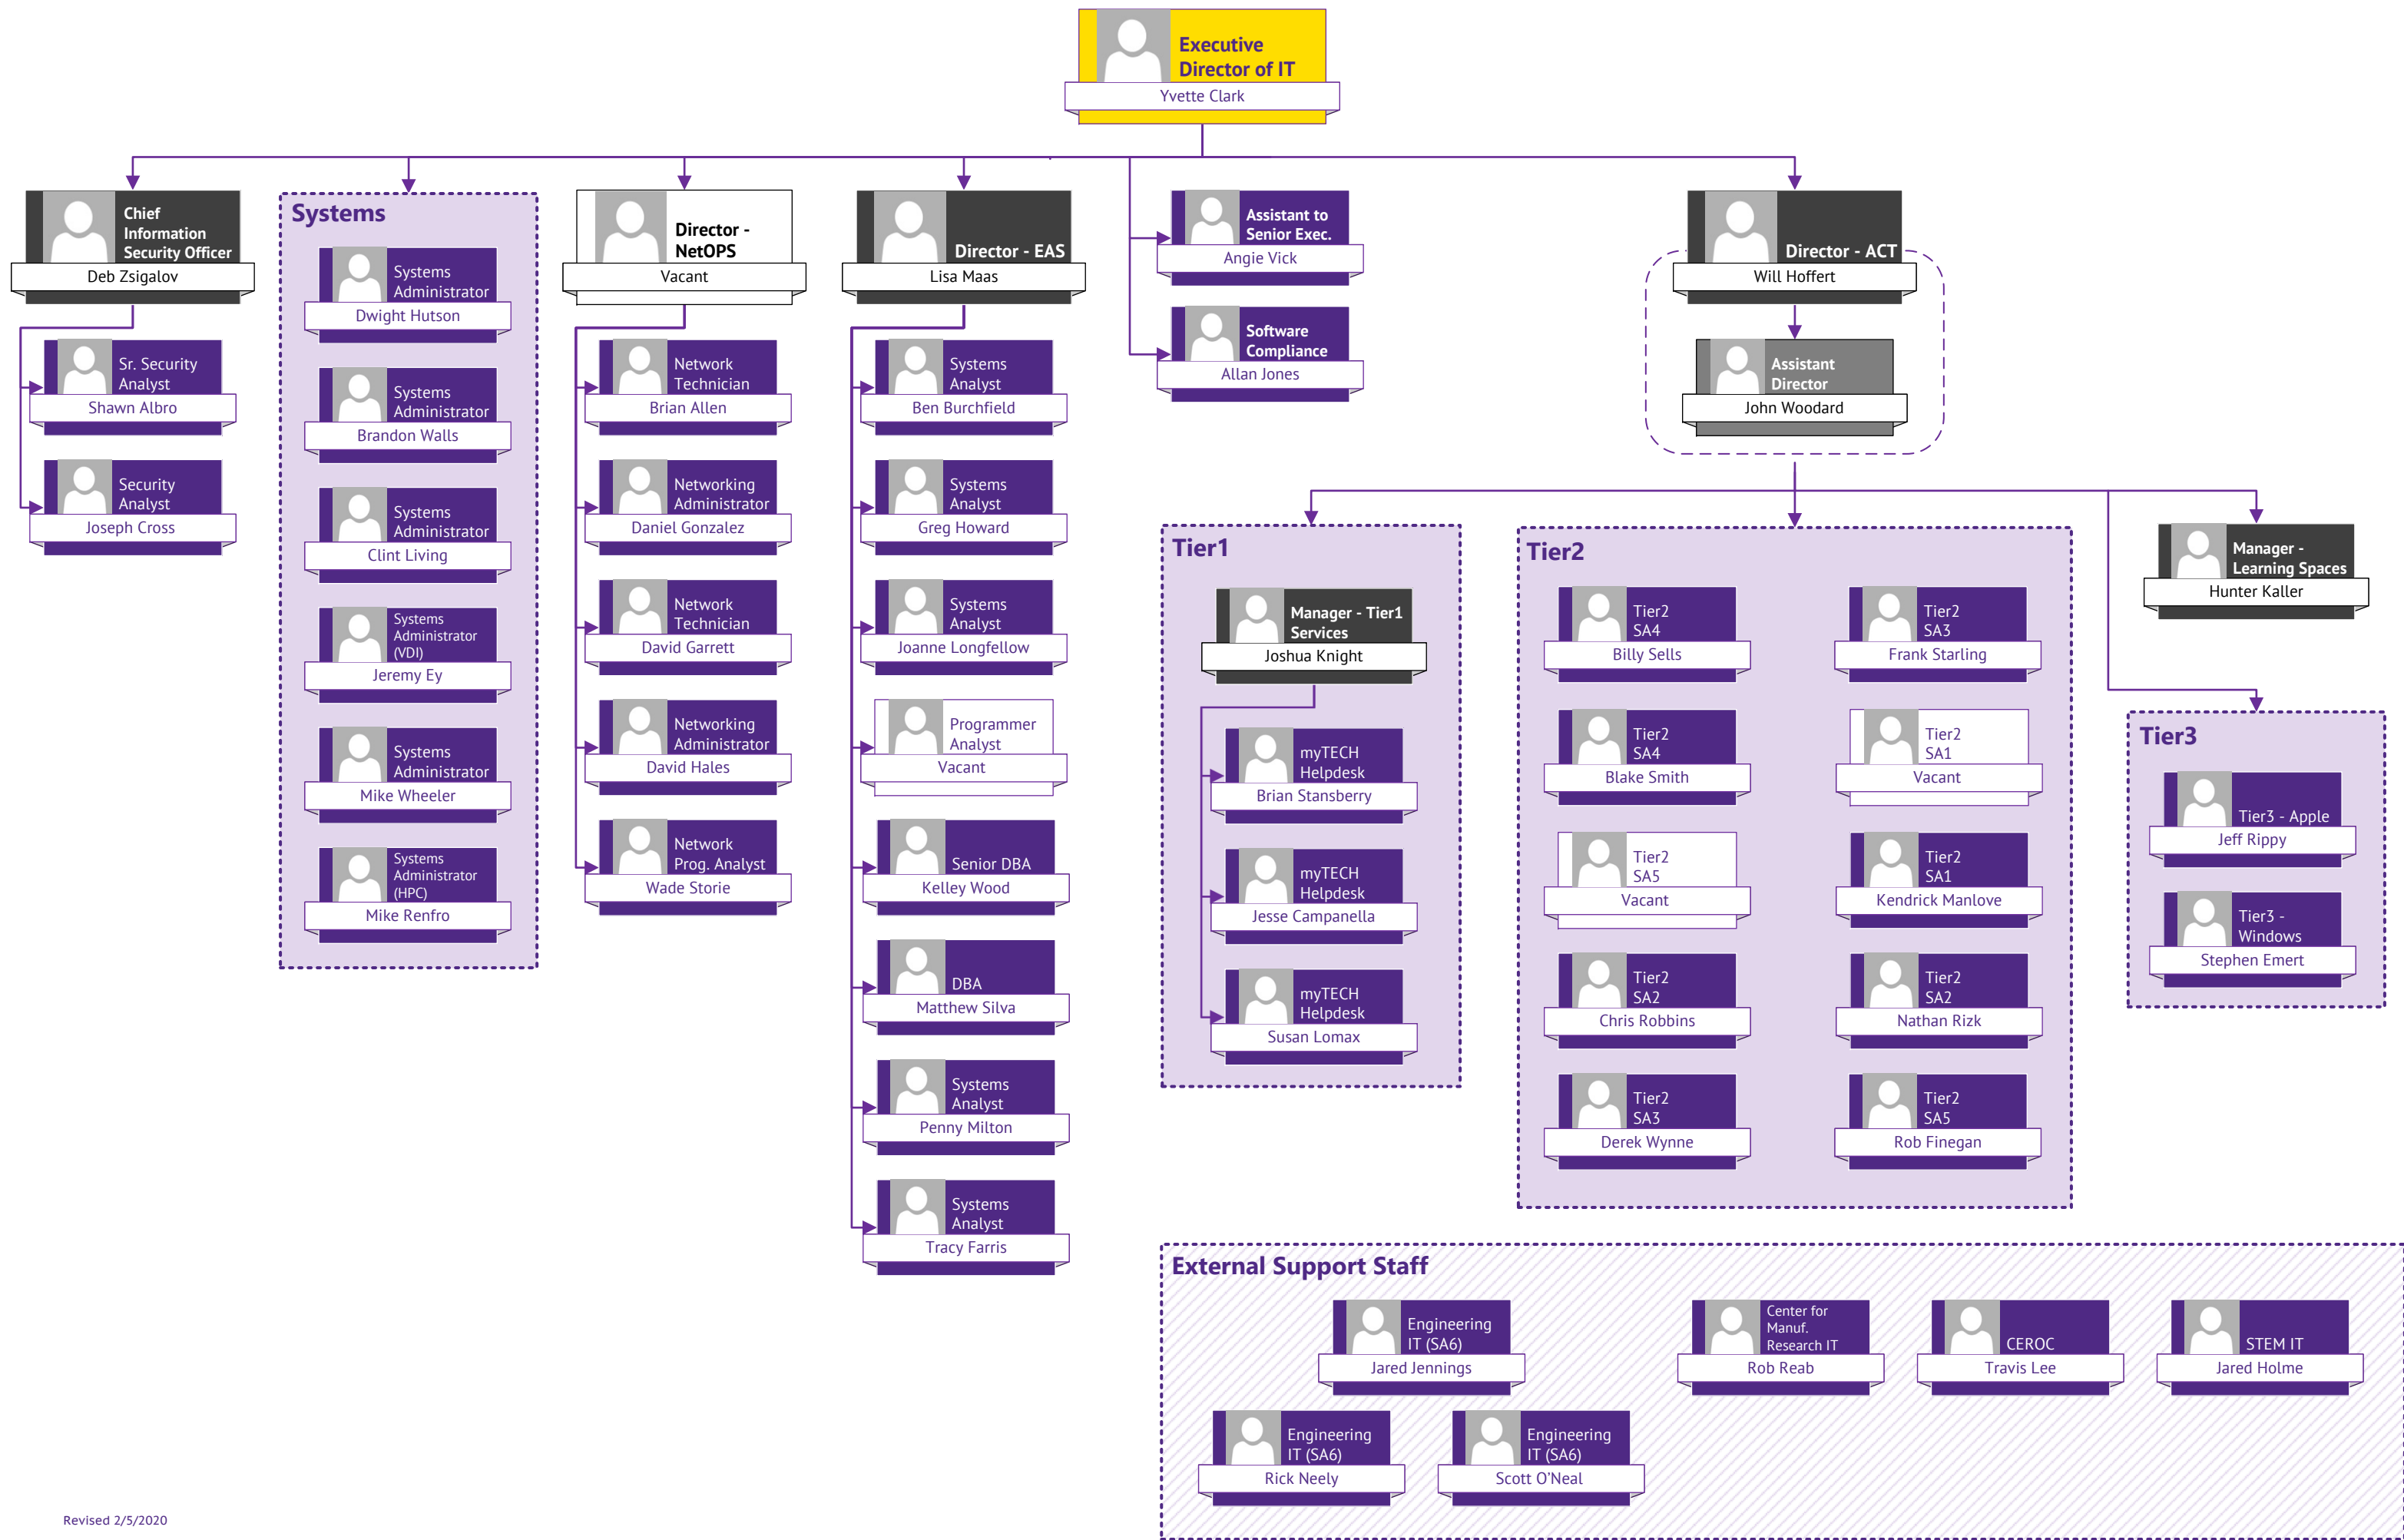 Executive
Director of IT
Yvette Clark
Chief
Information
Security Officer
Deb Zsigalov
Sr. Security
Analyst
Shawn Albro
Security
Analyst
Joseph Cross
Systems
Systems
Administrator
Dwight Hutson
Systems
Administrator
Brandon Walls
Systems
Administrator
Clint Living
Systems
Administrator
(VDI)
Jeremy Ey
Systems
Administrator
Mike Wheeler
Systems
Administrator
(HPC)
Mike Renfro
Director -
NetOPS
Vacant
Network
Technician
Brian Allen
Networking
Administrator
Daniel Gonzalez
Network
Technician
David Garrett
Networking
Administrator
David Hales
Network
Prog. Analyst
Wade Storie
Director - EAS
Lisa Maas
Systems
Analyst
Ben Burchfield
Systems
Analyst
Greg Howard
Systems
Analyst
Joanne Longfellow
Programmer
Analyst
Vacant
Senior DBA
Kelley Wood
DBA
Matthew Silva
Systems
Analyst
Penny Milton
Systems
Analyst
Tracy Farris
Assistant to
Senior Exec.
Angie Vick
Software
Compliance
Allan Jones
Director - ACT
Will Hoffert
Assistant
Director
John Woodard
Tier1
Manager - Tier1
Services
Joshua Knight
myTECH
Helpdesk
Brian Stansberry
myTECH
Helpdesk
Jesse Campanella
myTECH
Helpdesk
Susan Lomax
Tier2
Tier2
SA4
Billy Sells
Tier2
SA3
Frank Starling
Tier2
SA4
Blake Smith
Tier2
SA1
Vacant
Tier2
SA5
Vacant
Tier2
SA1
Kendrick Manlove
Tier2
SA2
Chris Robbins
Tier2
SA2
Nathan Rizk
Tier2
SA3
Derek Wynne
Tier2
SA5
Rob Finegan
Manager -
Learning Spaces
Hunter Kaller
Tier3
Tier3 - Apple
Jeff Rippy
Tier3 -
Windows
Stephen Emert
External Support Staff
Engineering
IT (SA6)
Jared Jennings
Center for
Manuf.
Research IT
Rob Reab
CEROC
Travis Lee
STEM IT
Jared Holme
Engineering
IT (SA6)
Rick Neely
Engineering
IT (SA6)
Scott O'Neal
Revised 2/5/2020